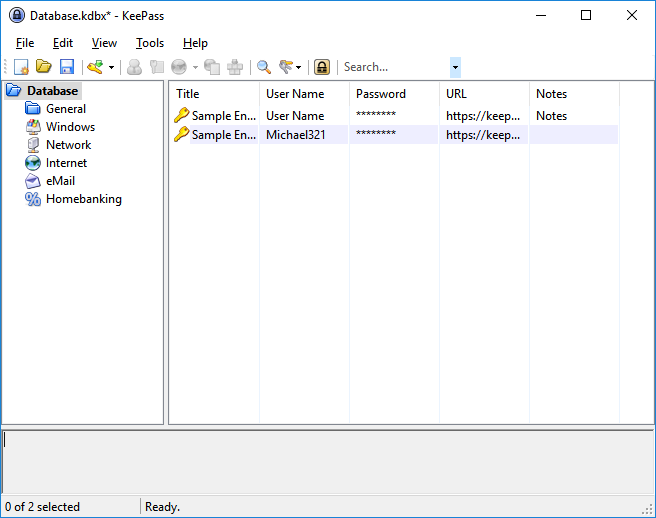 Database.kdbx* - KeePass
File Edit View Tools Help
Search...
Database
General
Windows
Network
Internet
eMail
Homebanking
Title User Name Password URL Notes
Sample En... User Name ******** https://keep... Notes
Sample En... Michael321 ******** https://keep...
0 of 2 selected Ready.